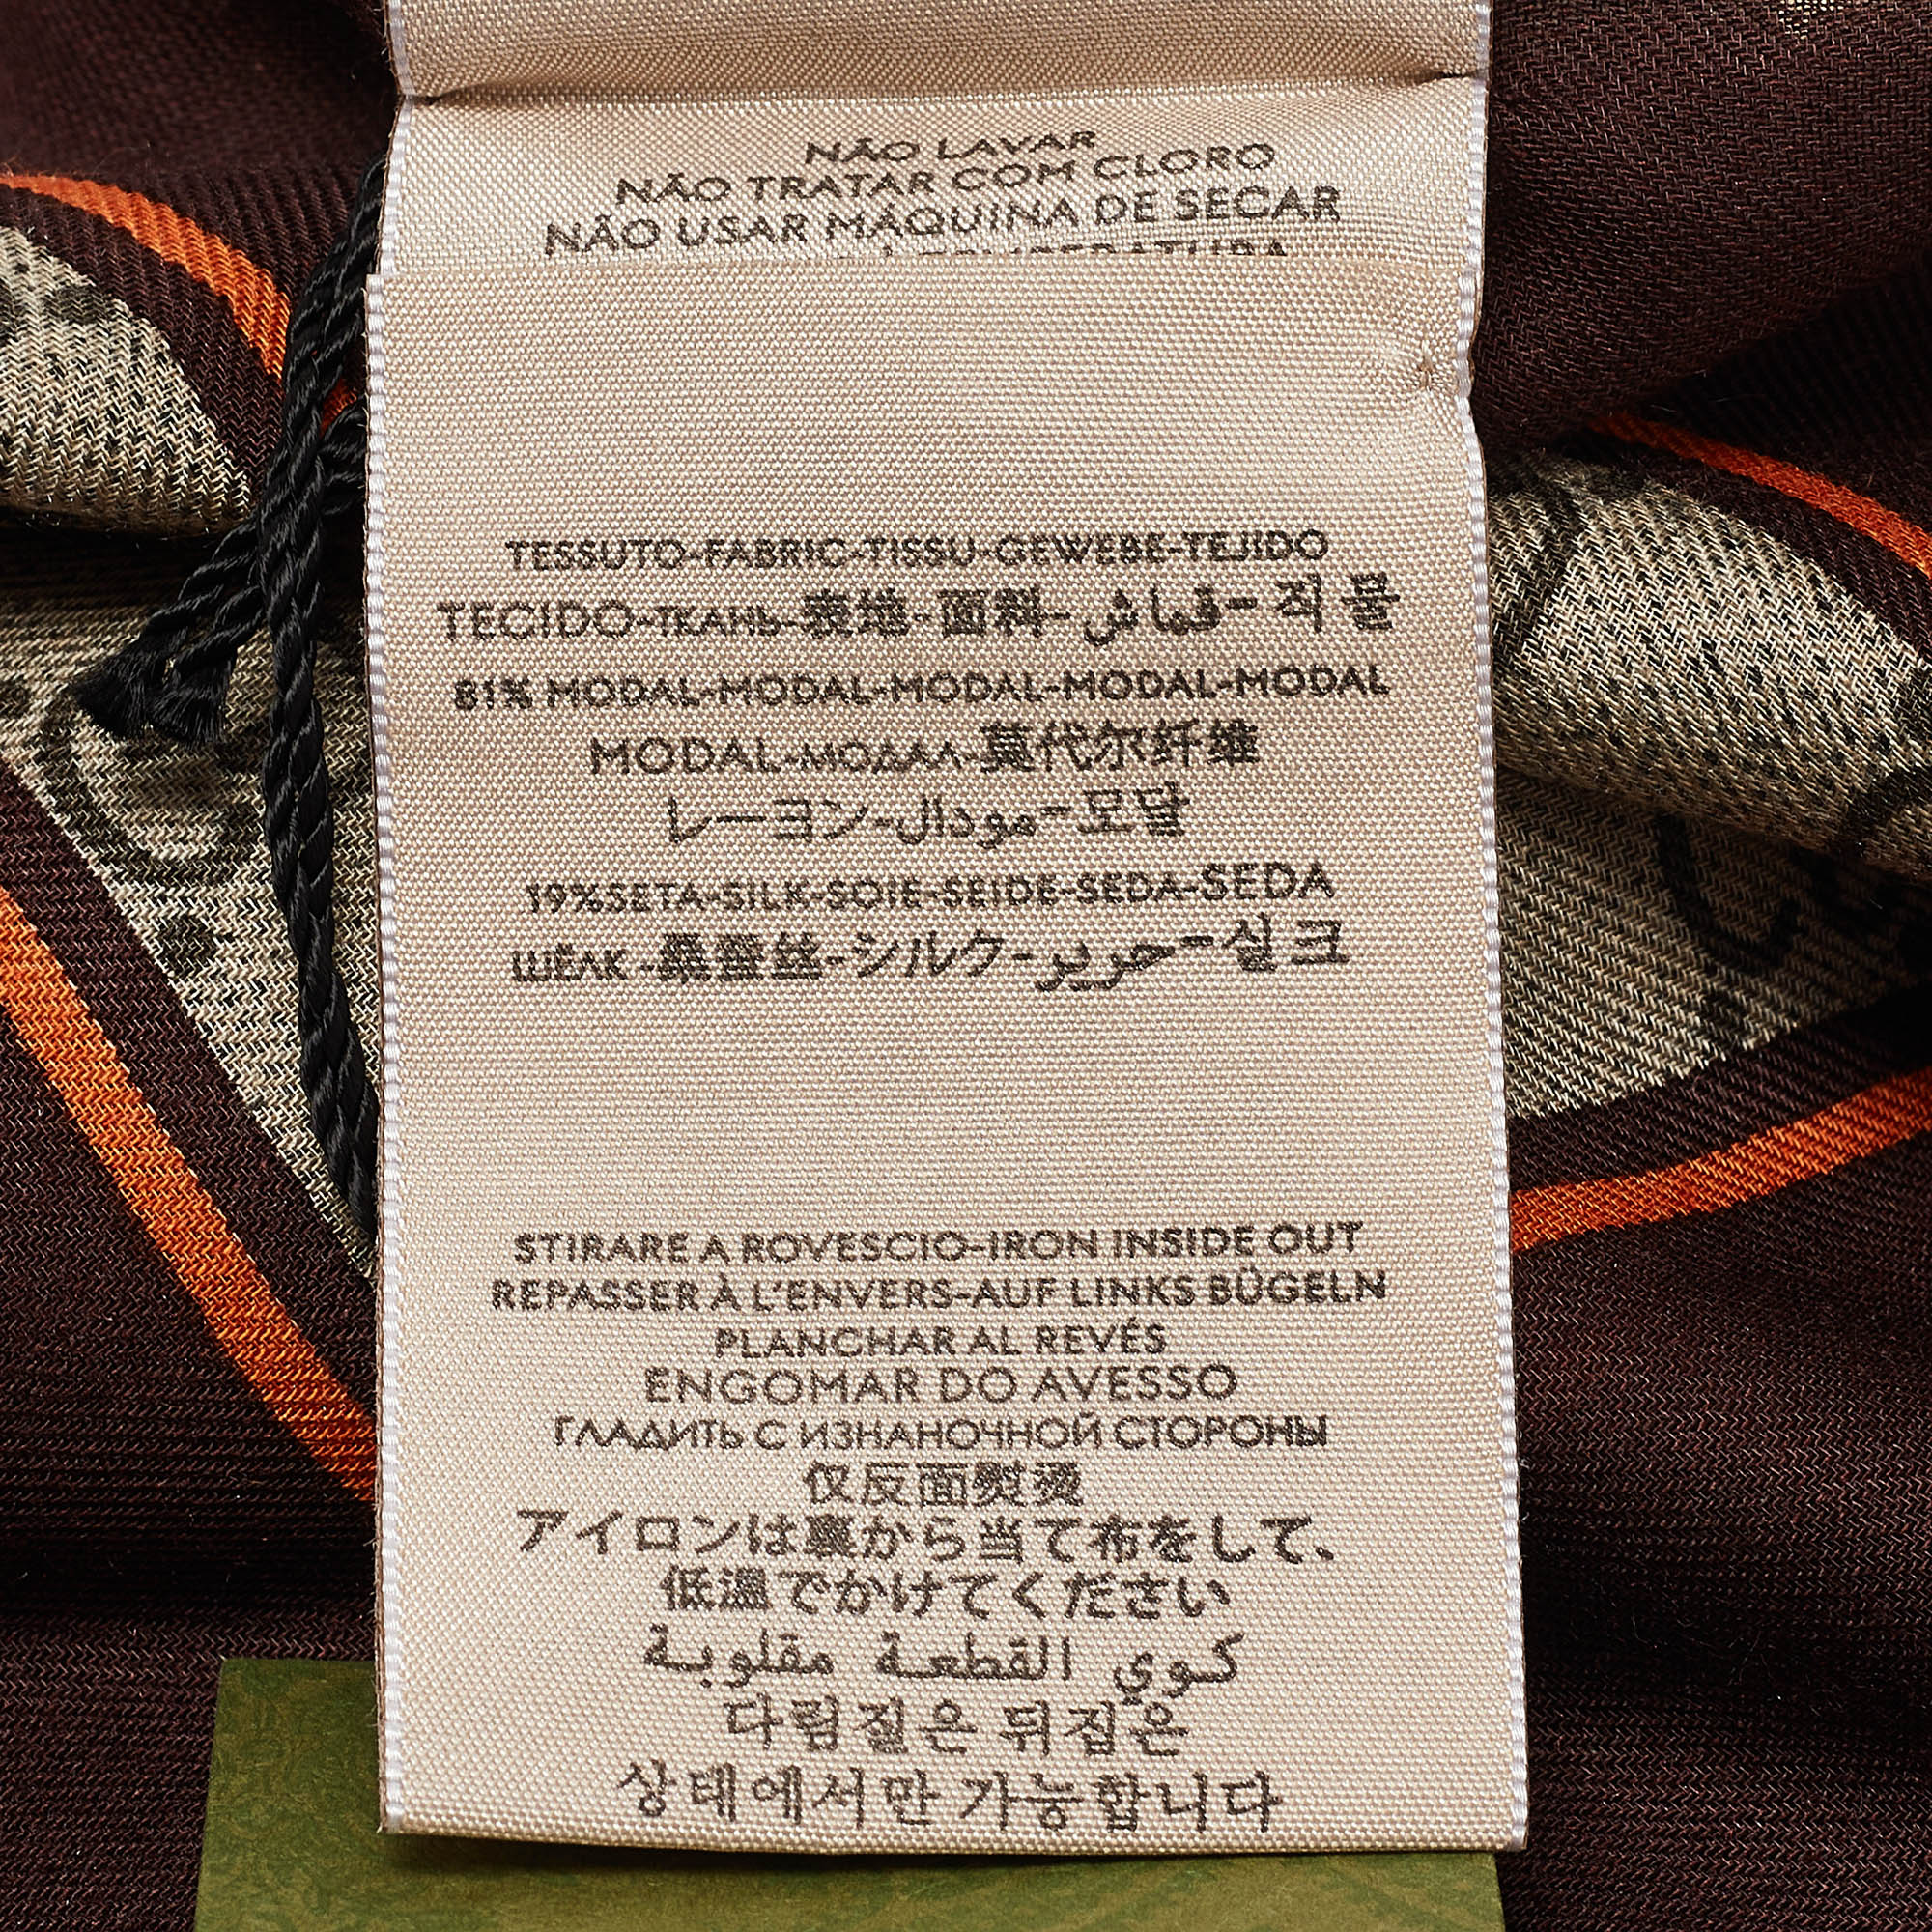 NÃO LAVAR
NÃO TRATAR COM CLORO
NÃO USAR MÁQUINA DE SECAR
TEMPERATURA
TESSUTO-FABRIC-TISSU-GEWEBE-TEJIDO
TECIDO-ТКАНЬ-表地-面料-قماش-직물
81% MODAL-MODAL-MODAL-MODAL-MODAL
MODAL-МОДАЛ-莫代尔纤维
レーヨン-مودال-모달
19%SETA-SILK-SOIE-SEIDE-SEDA-SEDA
ШЁЛК-桑蚕丝-シルク-حرير-실크
STIRARE A ROVESCIO-IRON INSIDE OUT
REPASSER À L'ENVERS-AUF LINKS BÜGELN
PLANCHAR AL REVÉS
ENGOMAR DO AVESSO
ГЛАДИТЬ С ИЗНАНОЧНОЙ СТОРОНЫ
仅反面熨烫
アイロンは裏から当て布をして、
低温でかけてください
كوي القطعة مقلوبة
다림질은 뒤집은
상태에서만 가능합니다